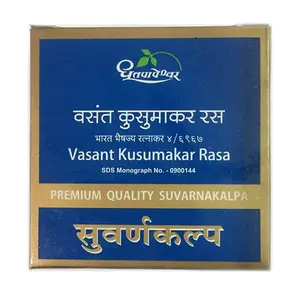 धूतपापेश्वर
वसंत कुसुमाकर रस
भारत भैषज्य रत्नाकर ४/६९६७
Vasant Kusumakar Rasa
SDS Monograph No. - 0900144
PREMIUM QUALITY SUVARNAKALPA
सुवर्णकल्प